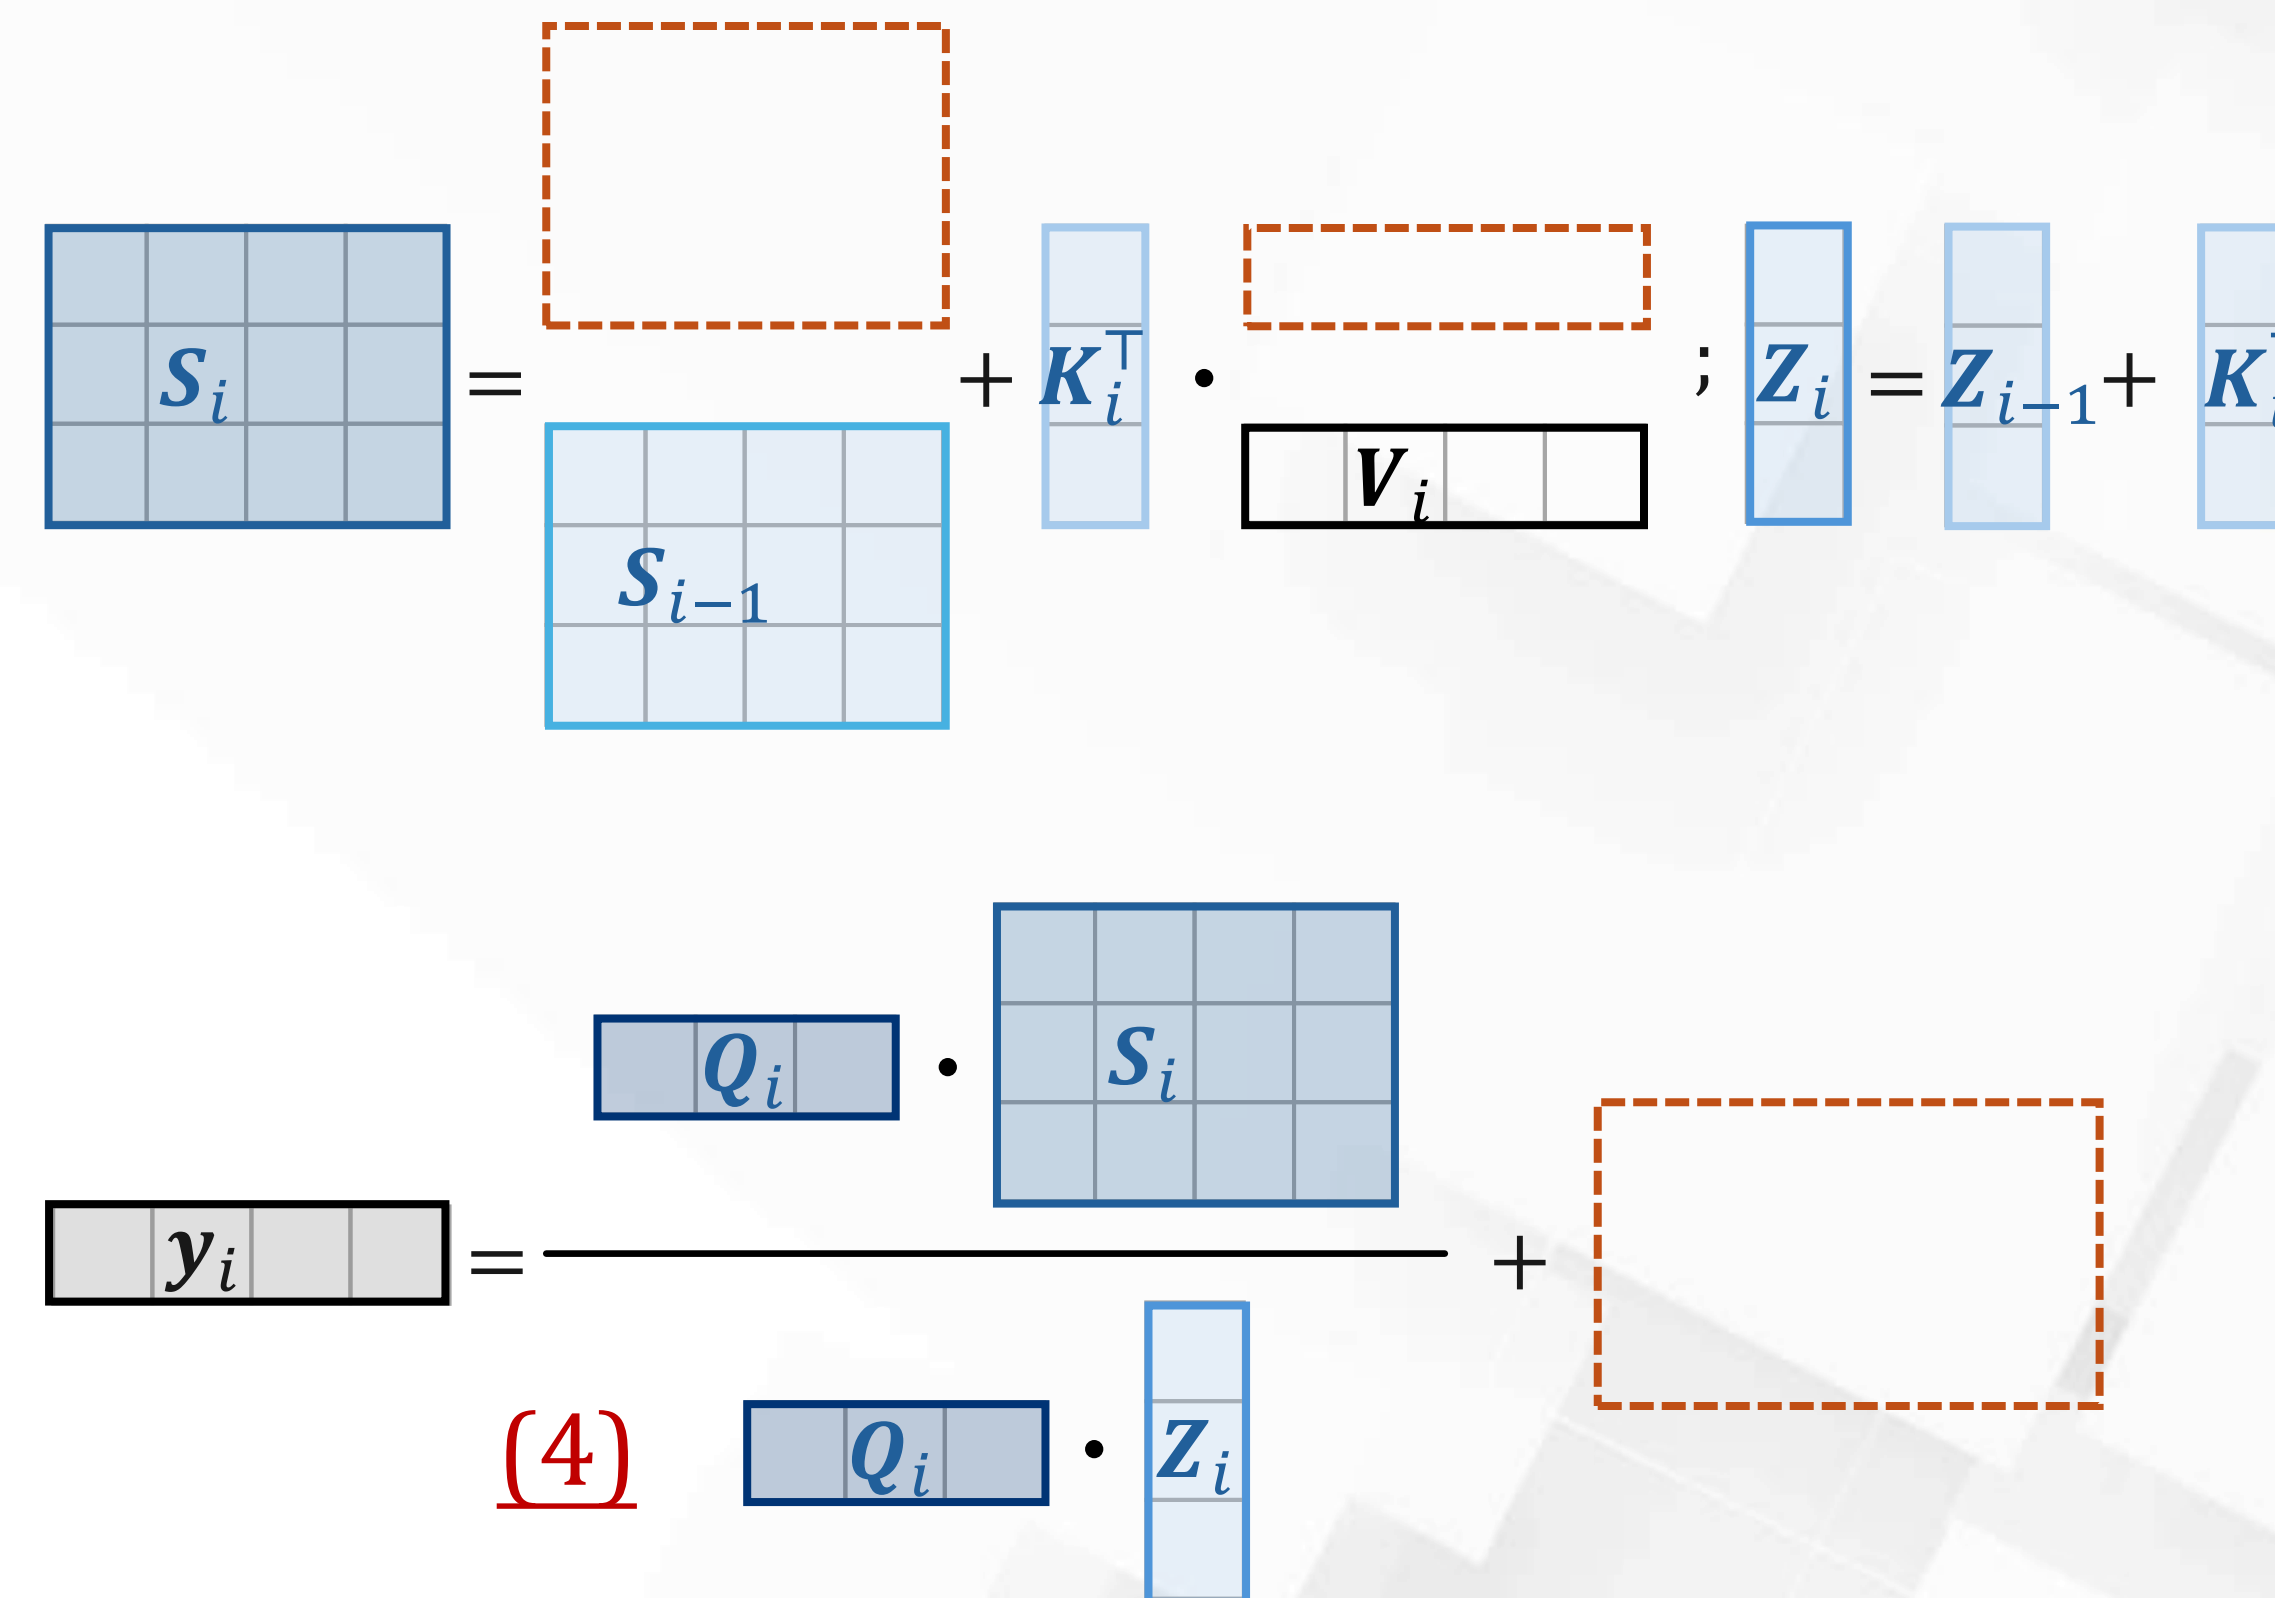 S_i = S_{i−1} + K_i^⊤ · V_i ; Z_i = Z_{i−1} + K
y_i = Q_i · S_i +
(4) Q_i · Z_i